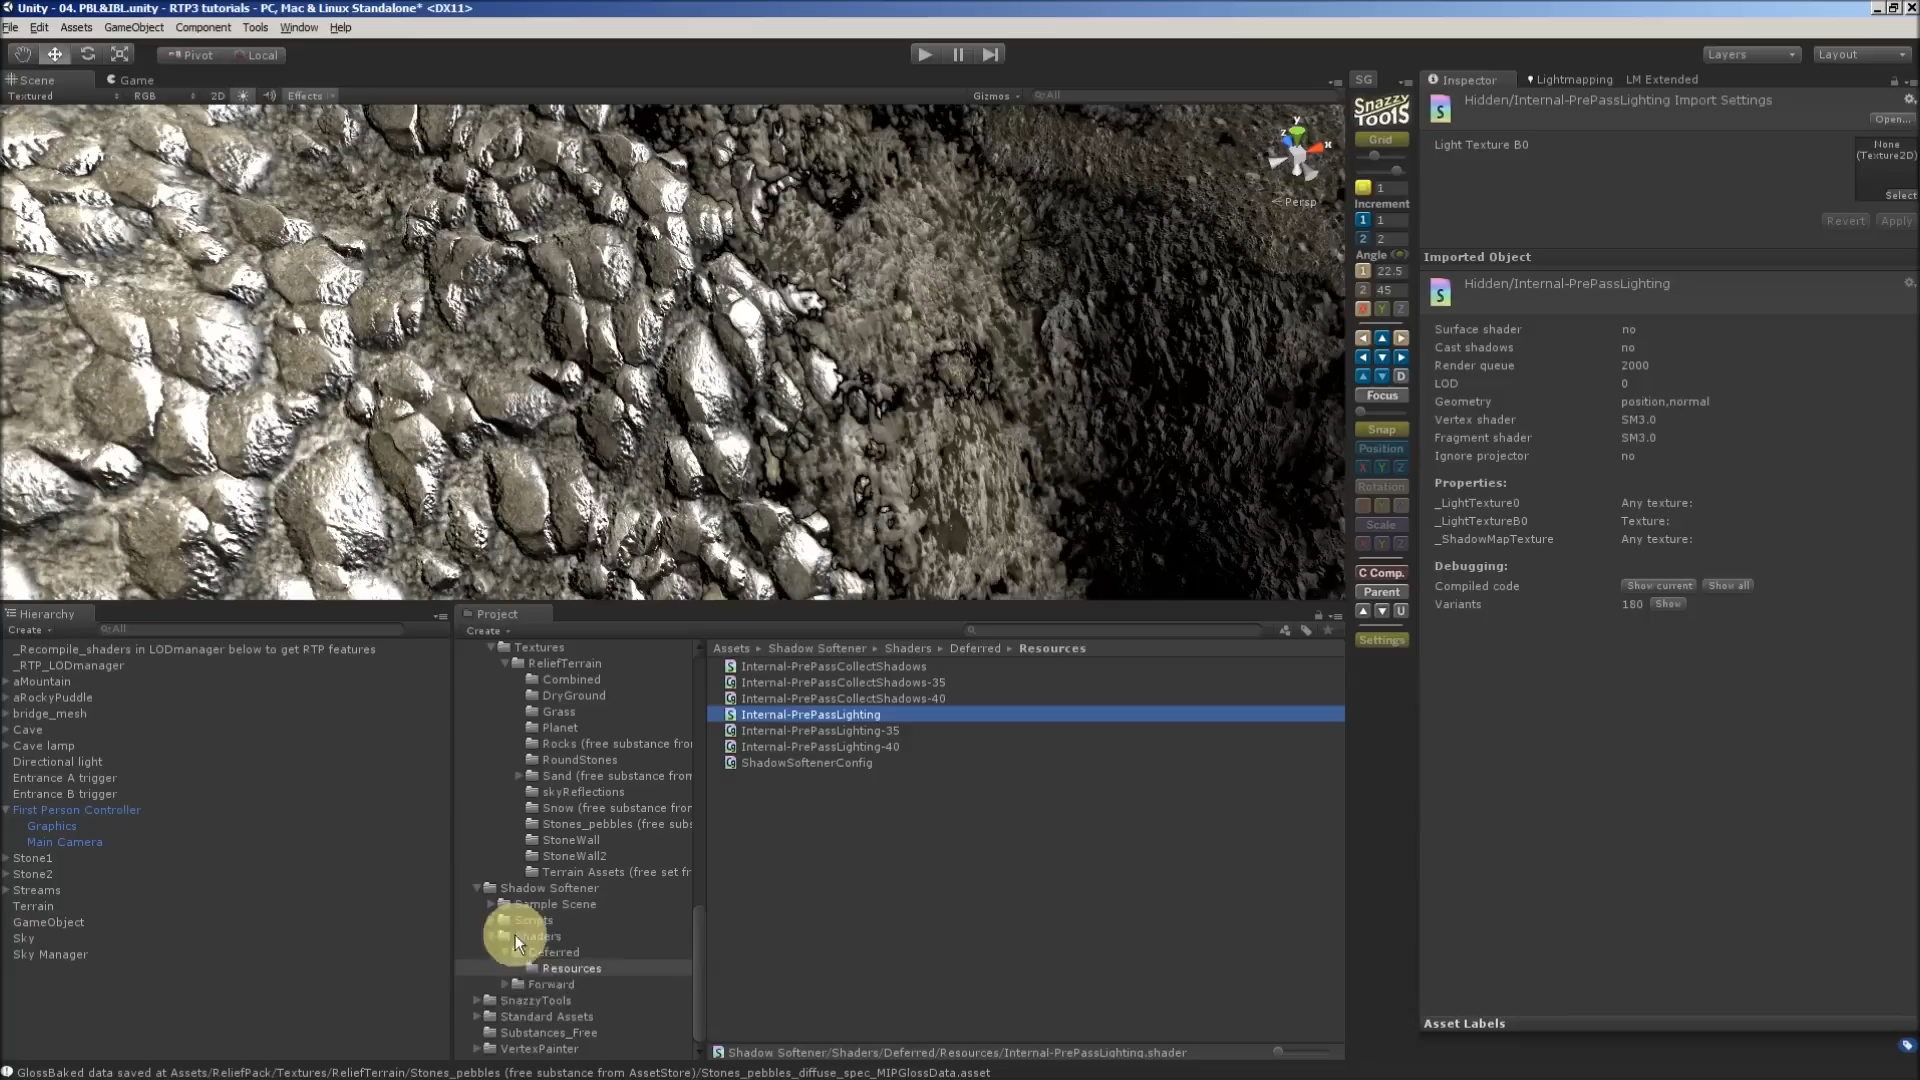 Unity - 04. PBL&IBL.unity - RTP3 tutorials - PC, Mac & Linux Standalone* <DX11>
File Edit Assets GameObject Component Tools Window Help
Pivot Local Layers Layout
Scene Game
Textured RGB 2D Effects Gizmos All
y
z
x
Persp
SG
Snazzy
Tools
Grid
1
Increment
1 1
2 2
Angle
1 22.5
2 45
X Y Z
D
Focus
Snap
Position
X Y Z
Rotation
Scale
X Y Z
C Comp.
Parent
U
Settings
Inspector Lightmapping LM Extended
Hidden/Internal-PrePassLighting Import Settings
Open...
Light Texture B0
None
(Texture2D)
Select
Revert Apply
Imported Object
Hidden/Internal-PrePassLighting
Surface shader no
Cast shadows no
Render queue 2000
LOD 0
Geometry position,normal
Vertex shader SM3.0
Fragment shader SM3.0
Ignore projector no
Properties:
_LightTexture0 Any texture:
_LightTextureB0 Texture:
_ShadowMapTexture Any texture:
Debugging:
Compiled code Show current Show all
Variants 180 Show
Asset Labels
Hierarchy
Create All
_Recompile_shaders in LODmanager below to get RTP features
_RTP_LODmanager
aMountain
aRockyPuddle
bridge_mesh
Cave
Cave lamp
Directional light
Entrance A trigger
Entrance B trigger
First Person Controller
Graphics
Main Camera
Stone1
Stone2
Streams
Terrain
GameObject
Sky
Sky Manager
Project
Create
Textures
ReliefTerrain
Combined
DryGround
Grass
Planet
Rocks (free substance fror
RoundStones
Sand (free substance from
skyReflections
Snow (free substance fror
Stones_pebbles (free subs
StoneWall
StoneWall2
Terrain Assets (free set fr
Shadow Softener
Sample Scene
Scripts
Shaders
Deferred
Resources
Forward
SnazzyTools
Standard Assets
Substances_Free
VertexPainter
Assets Shadow Softener Shaders Deferred Resources
Internal-PrePassCollectShadows
Internal-PrePassCollectShadows-35
Internal-PrePassCollectShadows-40
Internal-PrePassLighting
Internal-PrePassLighting-35
Internal-PrePassLighting-40
ShadowSoftenerConfig
Shadow Softener/Shaders/Deferred/Resources/Internal-PrePassLighting.shader
GlossBaked data saved at Assets/ReliefPack/Textures/ReliefTerrain/Stones_pebbles (free substance from AssetStore)/Stones_pebbles_diffuse_spec_MIPGlossData.asset